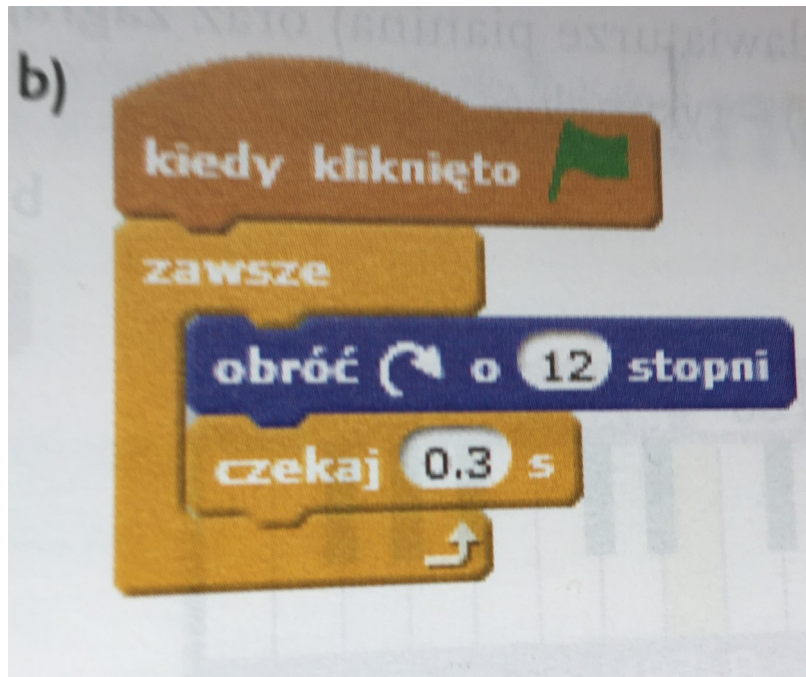 b)
kiedy kliknięto
zawsze
obróć o 12 stopni
czekaj 0.3 s